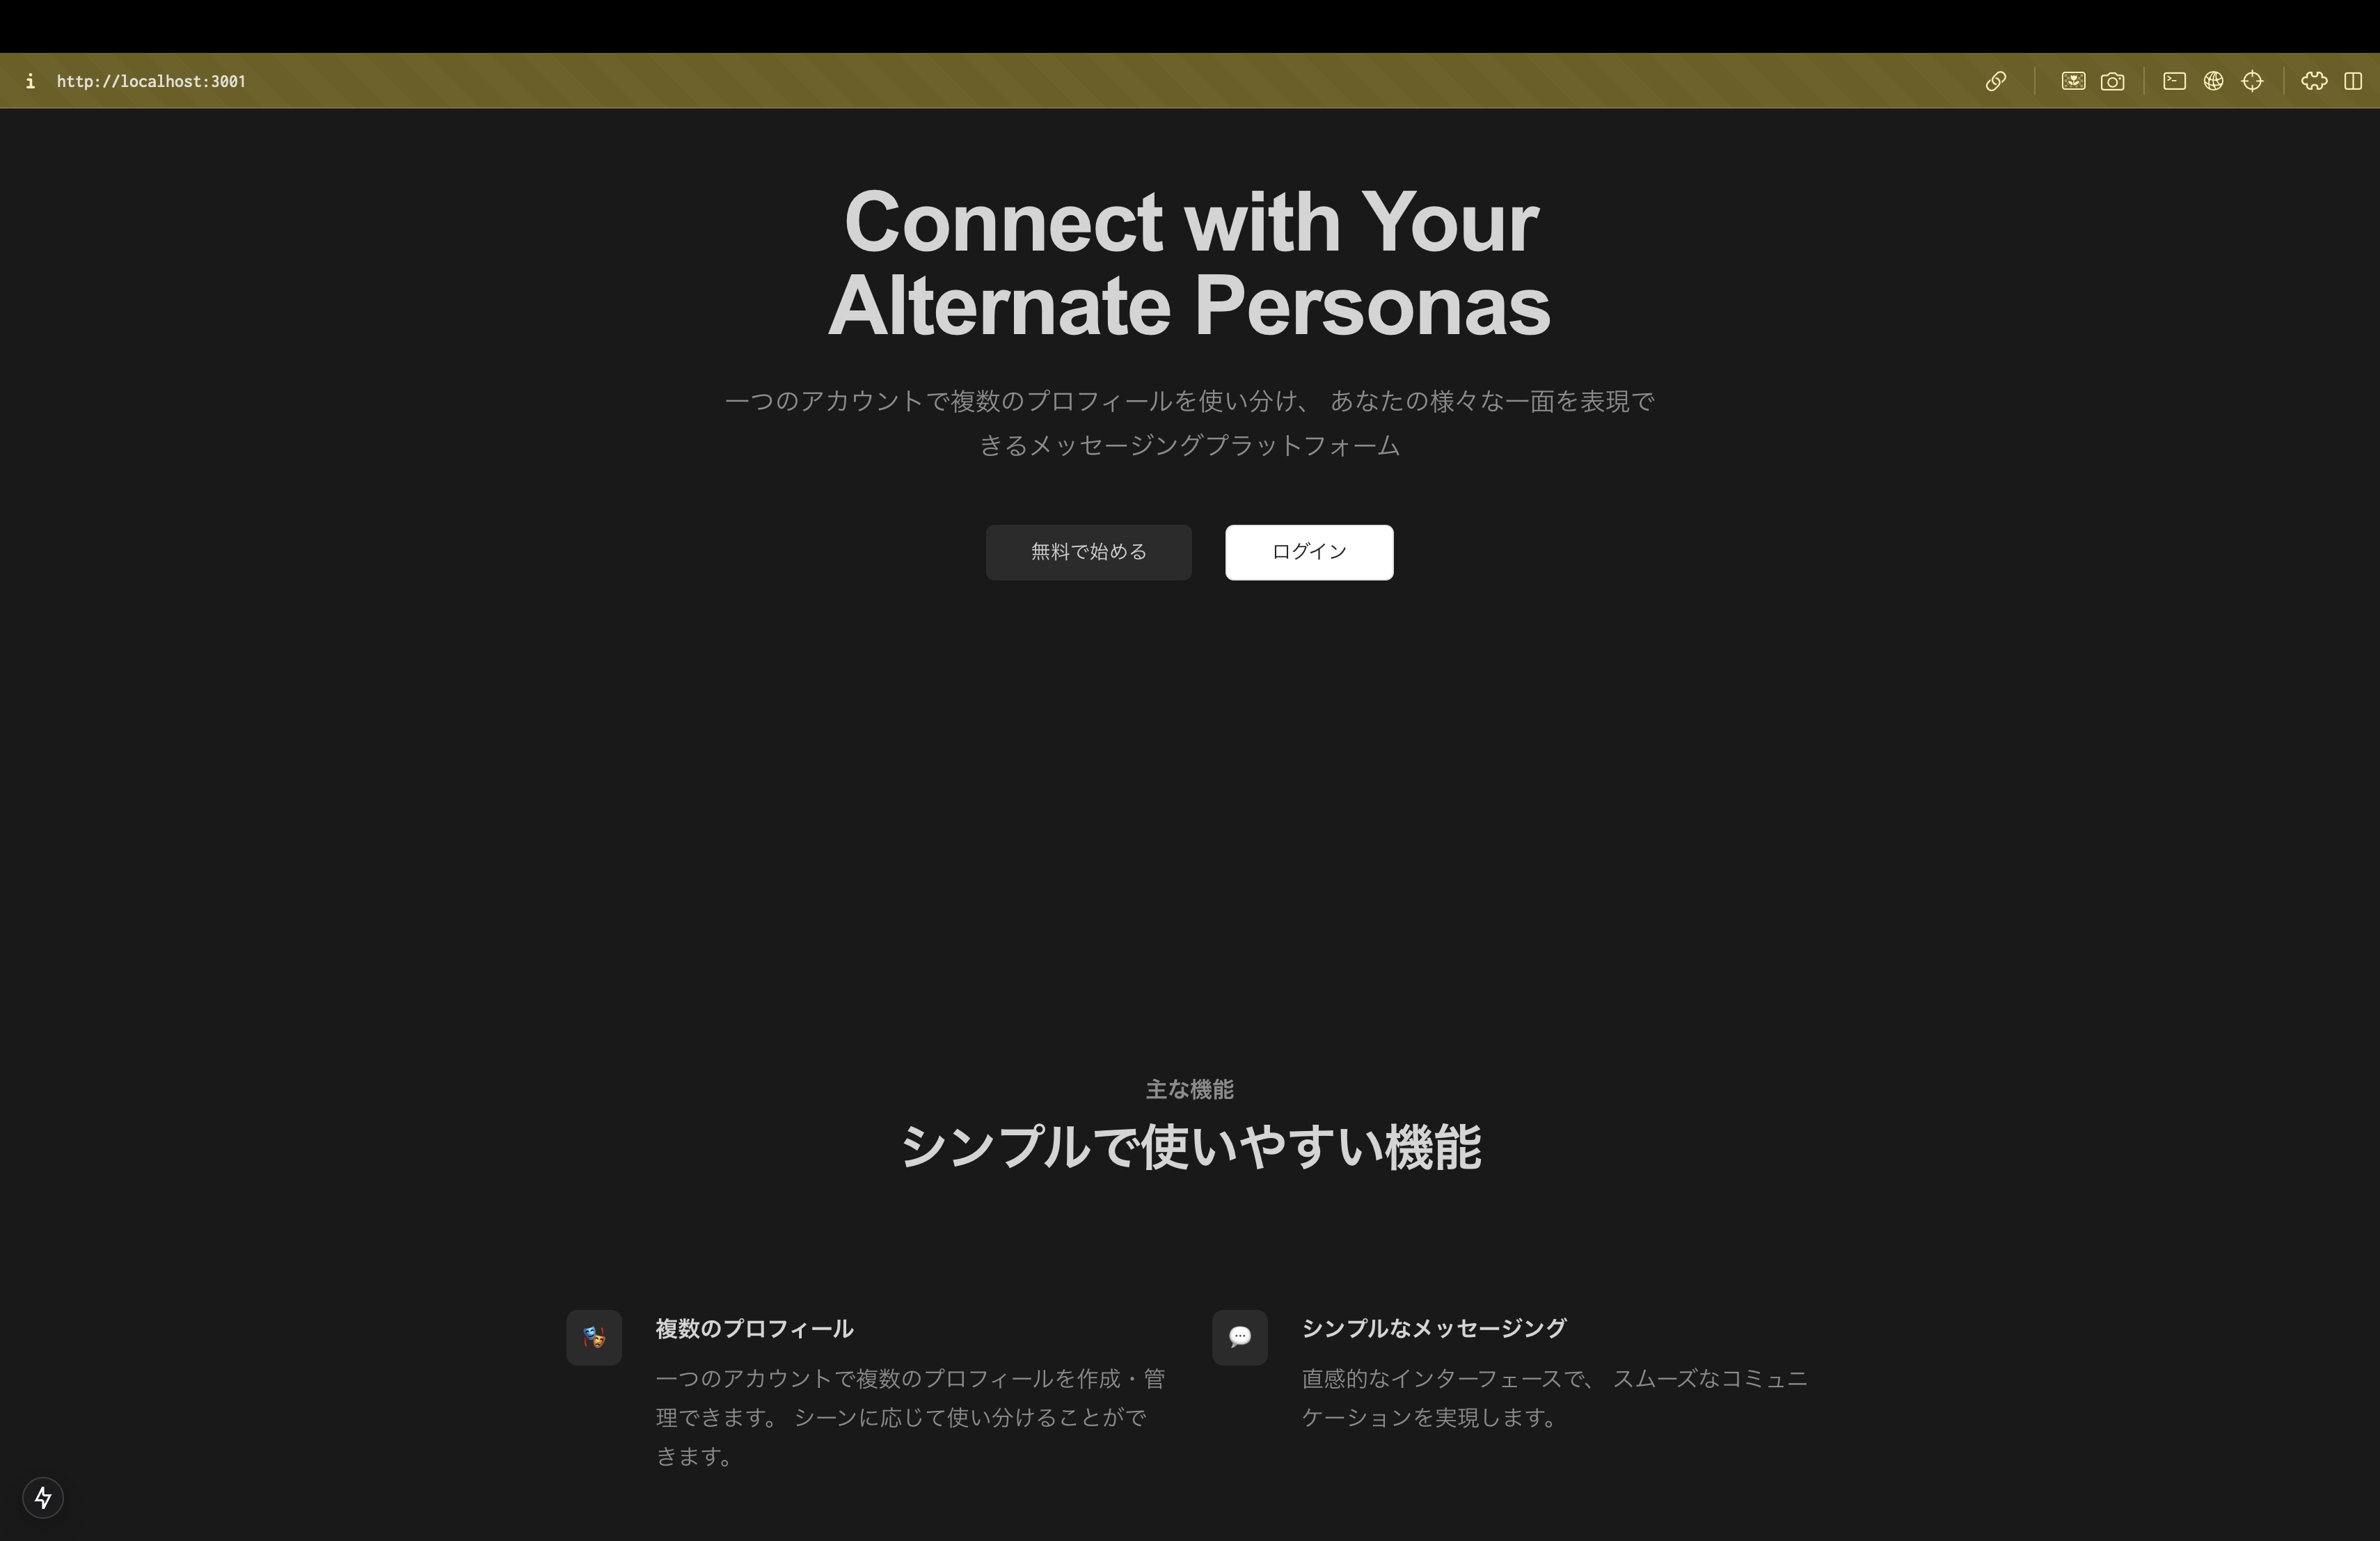 i http://localhost:3001
Connect with Your
Alternate Personas
一つのアカウントで複数のプロフィールを使い分け、 あなたの様々な一面を表現で
きるメッセージングプラットフォーム
無料で始める ログイン
主な機能
シンプルで使いやすい機能
複数のプロフィール
一つのアカウントで複数のプロフィールを作成・管
理できます。 シーンに応じて使い分けることがで
きます。
シンプルなメッセージング
直感的なインターフェースで、 スムーズなコミュニ
ケーションを実現します。